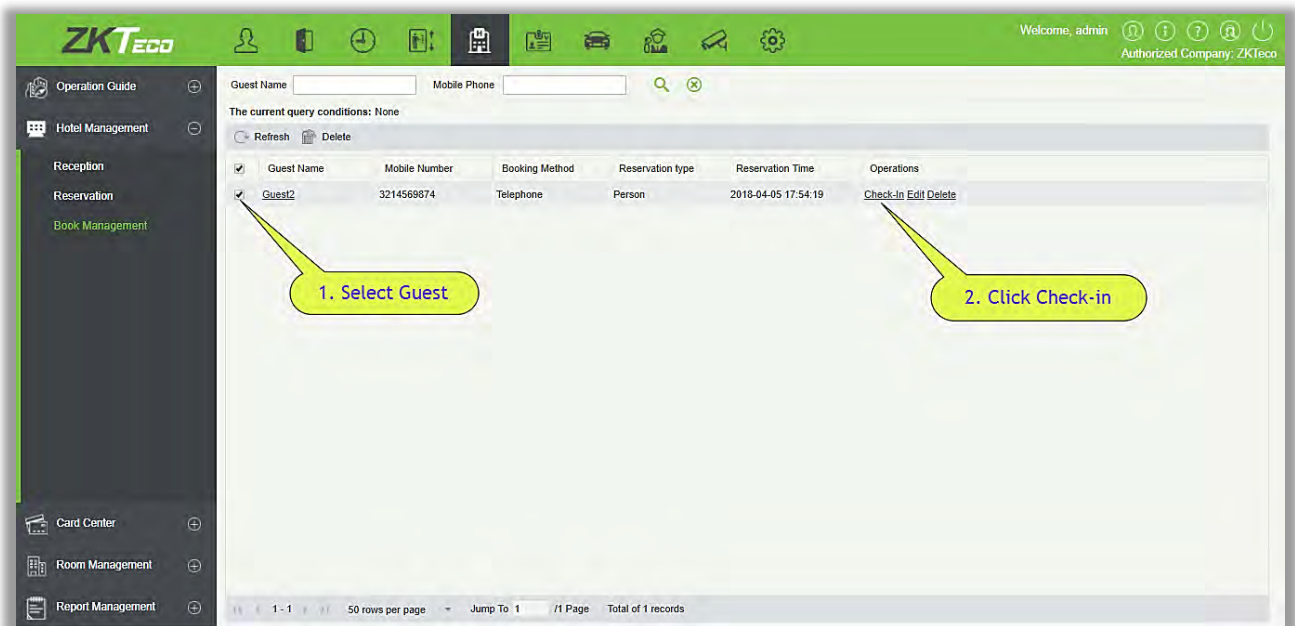 ZKTeco
Welcome, admin
Authorized Company: ZKTeco
Operation Guide
Hotel Management
Reception
Reservation
Book Management
Card Center
Room Management
Report Management
Guest Name Mobile Phone
The current query conditions: None
Refresh Delete
Guest Name Mobile Number Booking Method Reservation type Reservation Time Operations
Guest2 3214569874 Telephone Person 2018-04-05 17:54:19 Check-In Edit Delete
1. Select Guest
2. Click Check-in
1 - 1 50 rows per page Jump To 1 /1 Page Total of 1 records